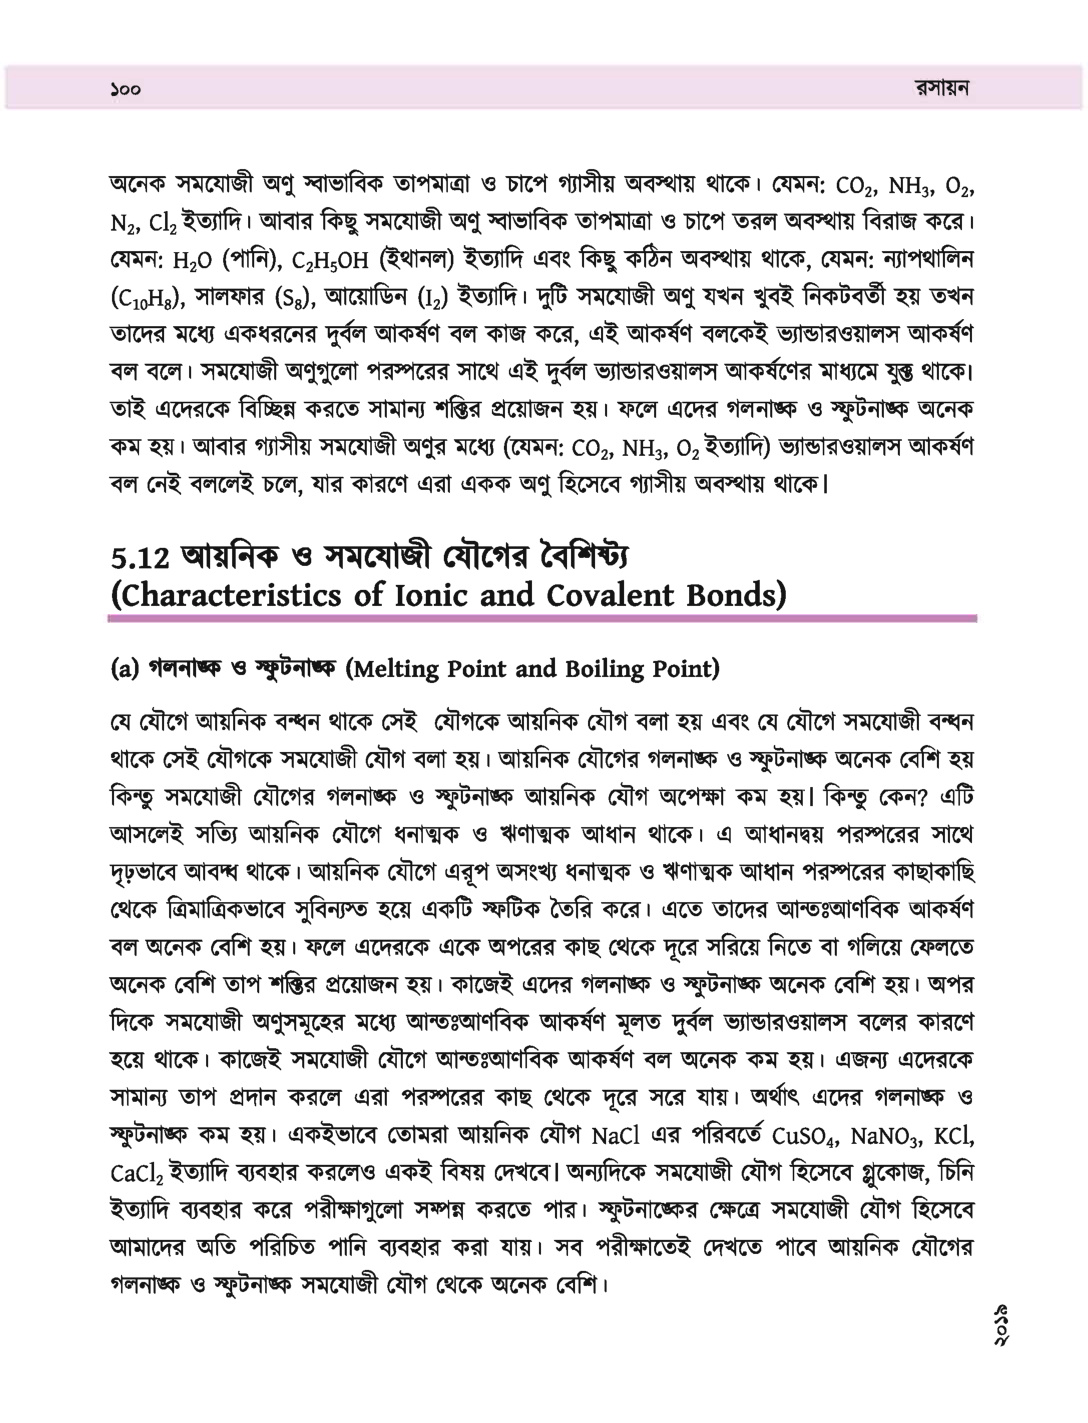 ১০০
রসায়ন
অনেক সমযোজী অণু স্বাভাবিক তাপমাত্রা ও চাপে গ্যাসীয় অবস্থায় থাকে। যেমন: CO₂, NH₃, O₂,
N₂, Cl₂ ইত্যাদি। আবার কিছু সমযোজী অণু স্বাভাবিক তাপমাত্রা ও চাপে তরল অবস্থায় বিরাজ করে।
যেমন: H₂O (পানি), C₂H₅OH (ইথানল) ইত্যাদি এবং কিছু কঠিন অবস্থায় থাকে, যেমন: ন্যাপথালিন
(C₁₀H₈), সালফার (S₈), আয়োডিন (I₂) ইত্যাদি। দুটি সমযোজী অণু যখন খুবই নিকটবর্তী হয় তখন
তাদের মধ্যে একধরনের দুর্বল আকর্ষণ বল কাজ করে, এই আকর্ষণ বলকেই ভ্যান্ডারওয়ালস আকর্ষণ
বল বলে। সমযোজী অণুগুলো পরস্পরের সাথে এই দুর্বল ভ্যান্ডারওয়ালস আকর্ষণের মাধ্যমে যুক্ত থাকে।
তাই এদেরকে বিচ্ছিন্ন করতে সামান্য শক্তির প্রয়োজন হয়। ফলে এদের গলনাঙ্ক ও স্ফুটনাঙ্ক অনেক
কম হয়। আবার গ্যাসীয় সমযোজী অণুর মধ্যে (যেমন: CO₂, NH₃, O₂ ইত্যাদি) ভ্যান্ডারওয়ালস আকর্ষণ
বল নেই বললেই চলে, যার কারণে এরা একক অণু হিসেবে গ্যাসীয় অবস্থায় থাকে|
5.12 আয়নিক ও সমযোজী যৌগের বৈশিষ্ট্য
(Characteristics of Ionic and Covalent Bonds)
(a) গলনাঙ্ক ও স্ফুটনাঙ্ক (Melting Point and Boiling Point)
যে যৌগে আয়নিক বন্ধন থাকে সেই যৌগকে আয়নিক যৌগ বলা হয় এবং যে যৌগে সমযোজী বন্ধন
থাকে সেই যৌগকে সমযোজী যৌগ বলা হয়। আয়নিক যৌগের গলনাঙ্ক ও স্ফুটনাঙ্ক অনেক বেশি হয়
কিন্তু সমযোজী যৌগের গলনাঙ্ক ও স্ফুটনাঙ্ক আয়নিক যৌগ অপেক্ষা কম হয়| কিন্তু কেন? এটি
আসলেই সত্যি আয়নিক যৌগে ধনাত্মক ও ঋণাত্মক আধান থাকে। এ আধানদ্বয় পরস্পরের সাথে
দৃঢ়ভাবে আবদ্ধ থাকে। আয়নিক যৌগে এরূপ অসংখ্য ধনাত্মক ও ঋণাত্মক আধান পরস্পরের কাছাকাছি
থেকে ত্রিমাত্রিকভাবে সুবিন্যস্ত হয়ে একটি স্ফটিক তৈরি করে। এতে তাদের আন্তঃআণবিক আকর্ষণ
বল অনেক বেশি হয়। ফলে এদেরকে একে অপরের কাছ থেকে দূরে সরিয়ে নিতে বা গলিয়ে ফেলতে
অনেক বেশি তাপ শক্তির প্রয়োজন হয়। কাজেই এদের গলনাঙ্ক ও স্ফুটনাঙ্ক অনেক বেশি হয়। অপর
দিকে সমযোজী অণুসমূহের মধ্যে আন্তঃআণবিক আকর্ষণ মূলত দুর্বল ভ্যান্ডারওয়ালস বলের কারণে
হয়ে থাকে। কাজেই সমযোজী যৌগে আন্তঃআণবিক আকর্ষণ বল অনেক কম হয়। এজন্য এদেরকে
সামান্য তাপ প্রদান করলে এরা পরস্পরের কাছ থেকে দূরে সরে যায়। অর্থাৎ এদের গলনাঙ্ক ও
স্ফুটনাঙ্ক কম হয়। একইভাবে তোমরা আয়নিক যৌগ NaCl এর পরিবর্তে CuSO₄, NaNO₃, KCl,
CaCl₂ ইত্যাদি ব্যবহার করলেও একই বিষয় দেখবে| অন্যদিকে সমযোজী যৌগ হিসেবে গ্লুকোজ, চিনি
ইত্যাদি ব্যবহার করে পরীক্ষাগুলো সম্পন্ন করতে পার। স্ফুটনাঙ্কের ক্ষেত্রে সমযোজী যৌগ হিসেবে
আমাদের অতি পরিচিত পানি ব্যবহার করা যায়। সব পরীক্ষাতেই দেখতে পাবে আয়নিক যৌগের
গলনাঙ্ক ও স্ফুটনাঙ্ক সমযোজী যৌগ থেকে অনেক বেশি।
২০১৯